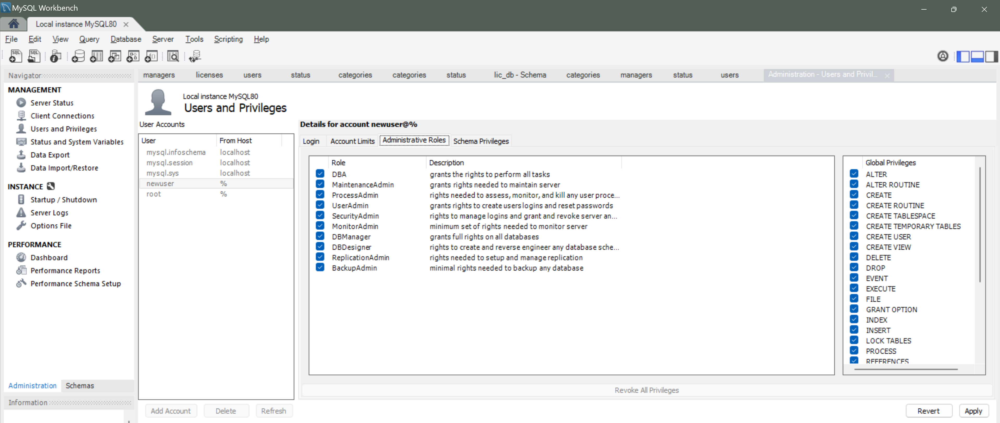 MySQL Workbench
Local instance MySQL80
File Edit View Query Database Server Tools Scripting Help
Navigator
MANAGEMENT
Server Status
Client Connections
Users and Privileges
Status and System Variables
Data Export
Data Import/Restore
INSTANCE
Startup / Shutdown
Server Logs
Options File
PERFORMANCE
Dashboard
Performance Reports
Performance Schema Setup
Administration Schemas
Information
managers licenses users status categories categories status lic_db - Schema categories managers status users Administration - Users and Privil...
Local instance MySQL80
Users and Privileges
User Accounts
User From Host
mysql.infoschema localhost
mysql.session localhost
mysql.sys localhost
newuser %
root %
Add Account Delete Refresh
Details for account newuser@%
Login Account Limits Administrative Roles Schema Privileges
Role Description
DBA grants the rights to perform all tasks
MaintenanceAdmin grants rights needed to maintain server
ProcessAdmin rights needed to assess, monitor, and kill any user proce...
UserAdmin grants rights to create users logins and reset passwords
SecurityAdmin rights to manage logins and grant and revoke server an...
MonitorAdmin minimum set of rights needed to monitor server
DBManager grants full rights on all databases
DBDesigner rights to create and reverse engineer any database sche...
ReplicationAdmin rights needed to setup and manage replication
BackupAdmin minimal rights needed to backup any database
Global Privileges
ALTER
ALTER ROUTINE
CREATE
CREATE ROUTINE
CREATE TABLESPACE
CREATE TEMPORARY TABLES
CREATE USER
CREATE VIEW
DELETE
DROP
EVENT
EXECUTE
FILE
GRANT OPTION
INDEX
INSERT
LOCK TABLES
PROCESS
REFERENCES
Revoke All Privileges
Revert Apply